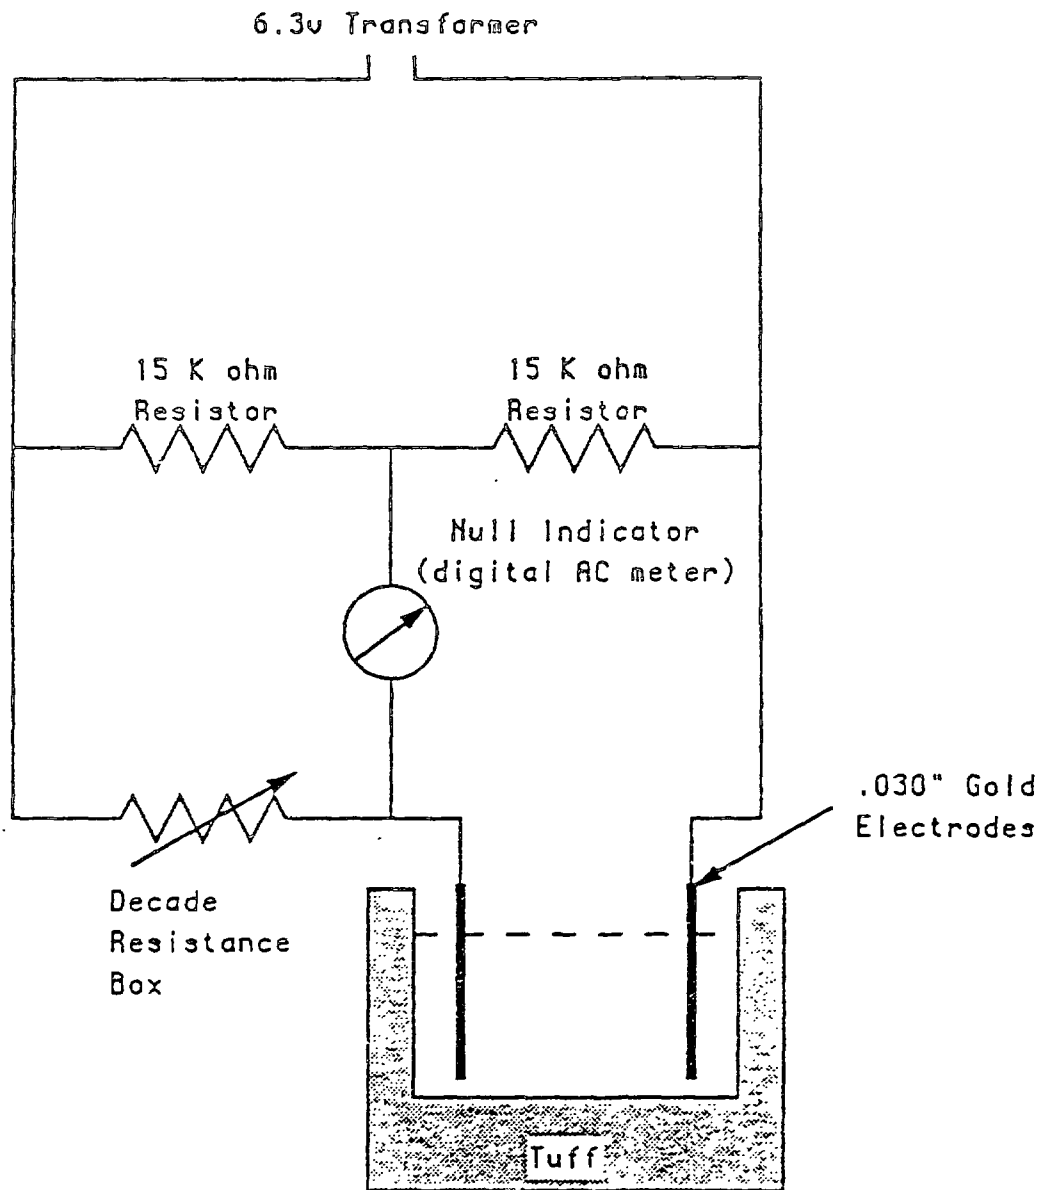 6.3v Transformer
15 K ohm
Resistor
15 K ohm
Resistor
Null Indicator
(digital AC meter)
.030" Gold
Electrodes
Decade
Resistance
Box
Tuff